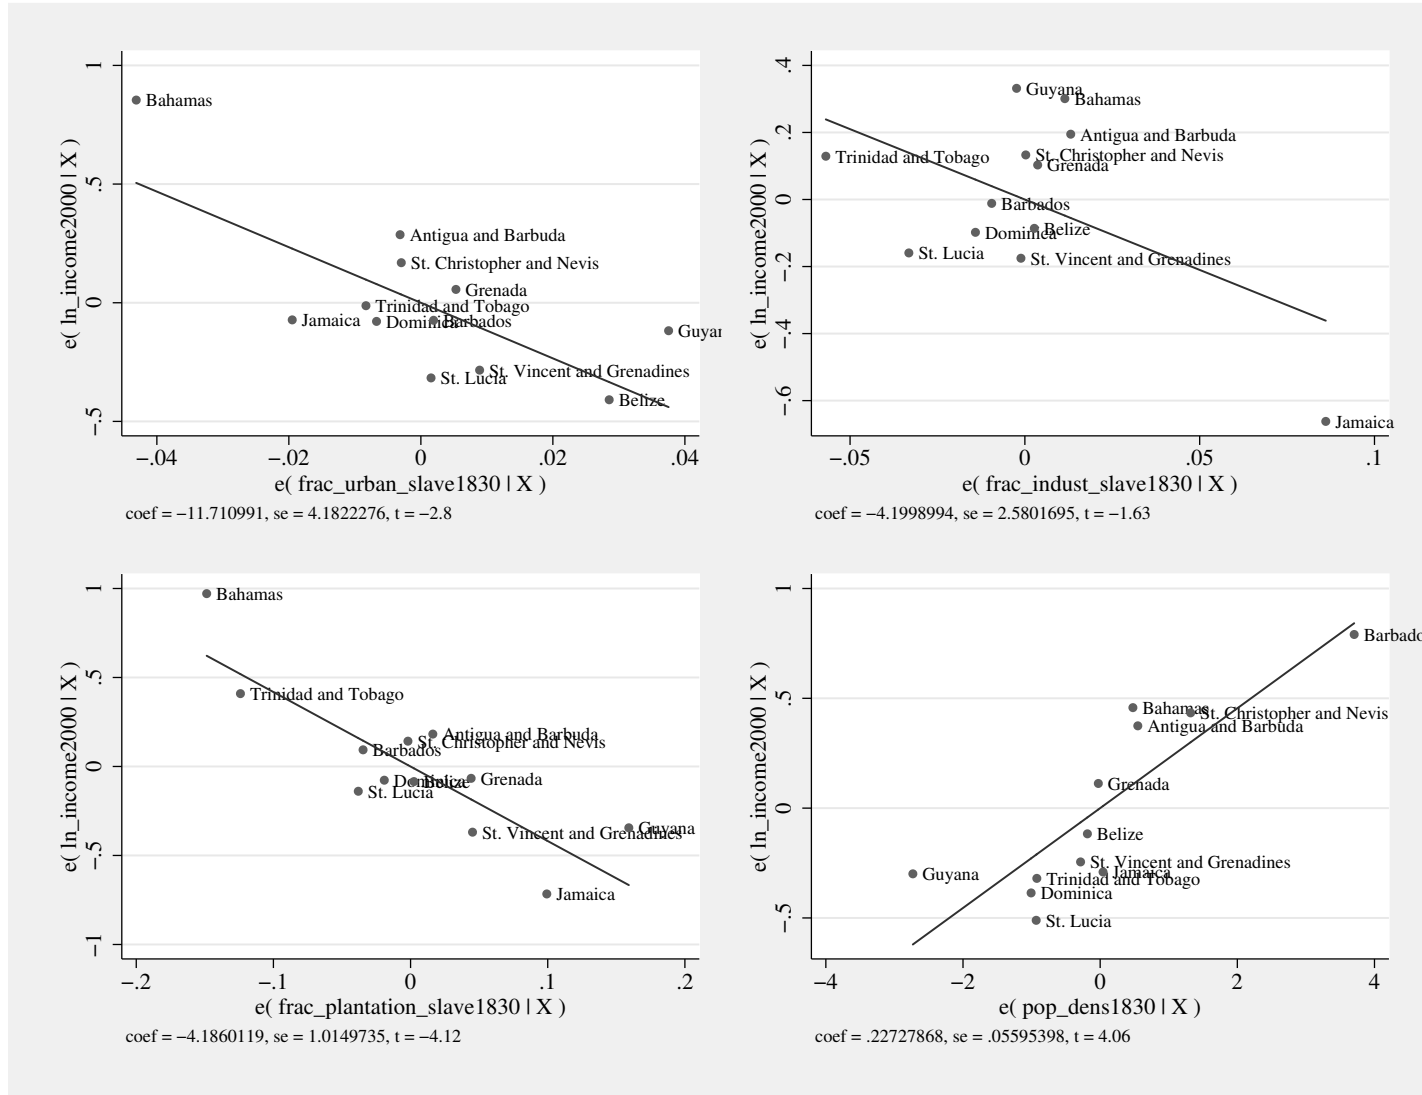 1
.5
0
−.5
e( ln_income2000 | X )
Bahamas
Antigua and Barbuda
St. Christopher and Nevis
Grenada
Trinidad and Tobago
Jamaica
Dominica
Barbados
Guyan
St. Vincent and Grenadines
St. Lucia
Belize
−.04
−.02
0
.02
.04
e( frac_urban_slave1830 | X )
coef = −11.710991, se = 4.1822276, t = −2.8
.4
.2
0
−.2
−.4
−.6
e( ln_income2000 | X )
Guyana
Bahamas
Antigua and Barbuda
Trinidad and Tobago
St. Christopher and Nevis
Grenada
Barbados
Dominica
Belize
St. Lucia
St. Vincent and Grenadines
Jamaica
−.05
0
.05
.1
e( frac_indust_slave1830 | X )
coef = −4.1998994, se = 2.5801695, t = −1.63
1
.5
0
−.5
−1
e( ln_income2000 | X )
Bahamas
Trinidad and Tobago
Antigua and Barbuda
St. Christopher and Nevis
Barbados
Dominica
Belize
Grenada
St. Lucia
St. Vincent and Grenadines
Guyana
Jamaica
−.2
−.1
0
.1
.2
e( frac_plantation_slave1830 | X )
coef = −4.1860119, se = 1.0149735, t = −4.12
1
.5
0
−.5
e( ln_income2000 | X )
Barbado
Bahamas
St. Christopher and Nevis
Antigua and Barbuda
Grenada
Belize
St. Vincent and Grenadines
Guyana
Jamaica
Trinidad and Tobago
Dominica
St. Lucia
−4
−2
0
2
4
e( pop_dens1830 | X )
coef = .22727868, se = .05595398, t = 4.06